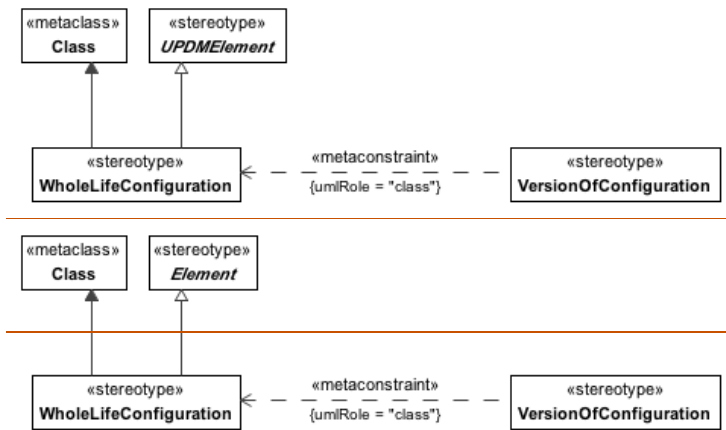 «metaclass» «stereotype»
Class UPDMElement
«stereotype» «metaconstraint» «stereotype»
WholeLifeConfiguration {umlRole = "class"} VersionOfConfiguration
«metaclass» «stereotype»
Class Element
«stereotype» «metaconstraint» «stereotype»
WholeLifeConfiguration {umlRole = "class"} VersionOfConfiguration